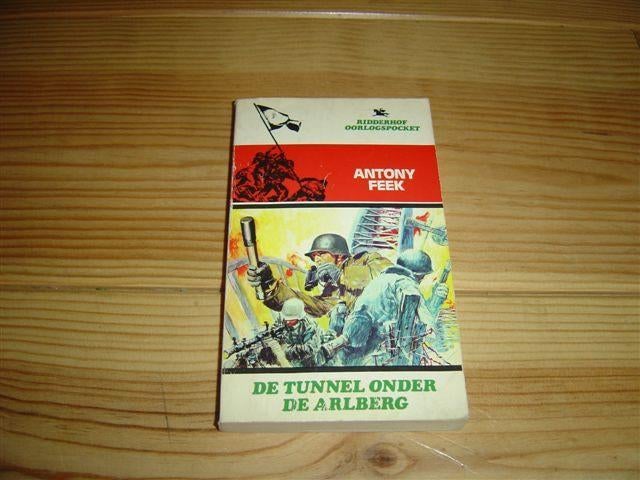 RIDDERHOF
OORLOGSPOCKET
ANTONY
FEEK
DE TUNNEL ONDER
DE ARLBERG